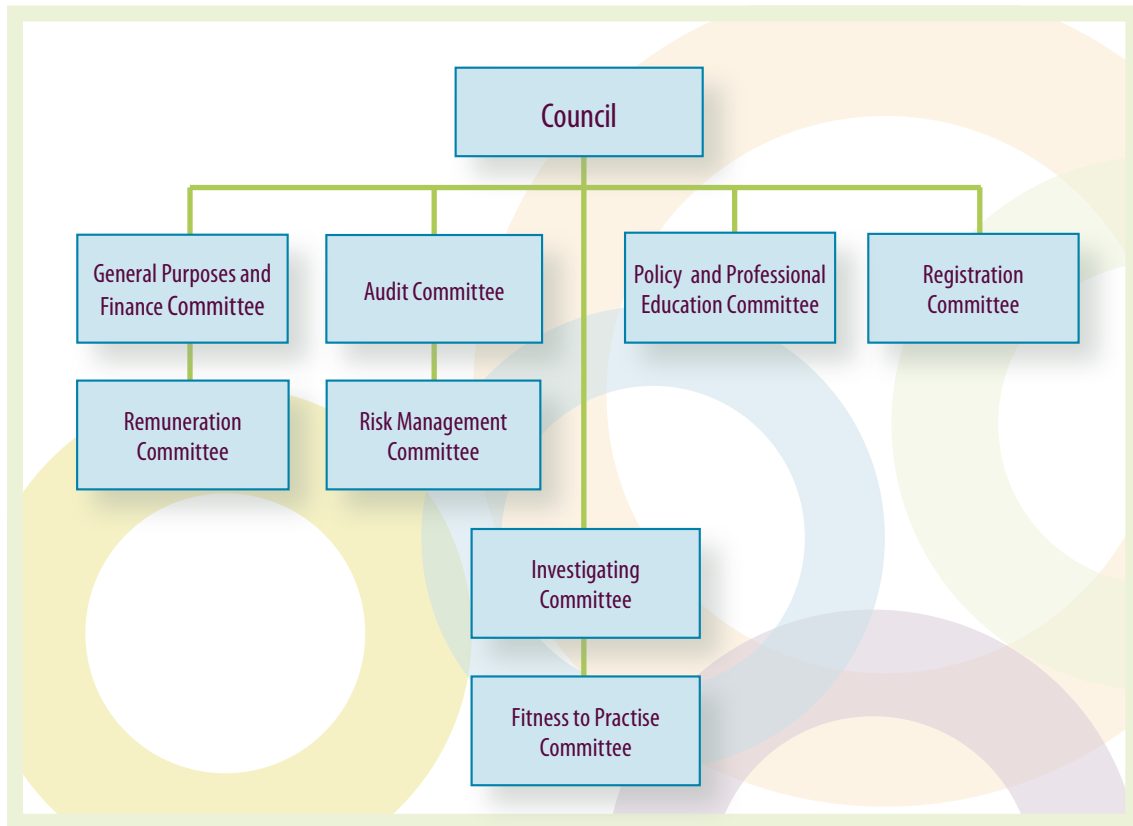 Council
General Purposes and
Finance Committee
Audit Committee
Policy and Professional
Education Committee
Registration
Committee
Remuneration
Committee
Risk Management
Committee
Investigating
Committee
Fitness to Practise
Committee